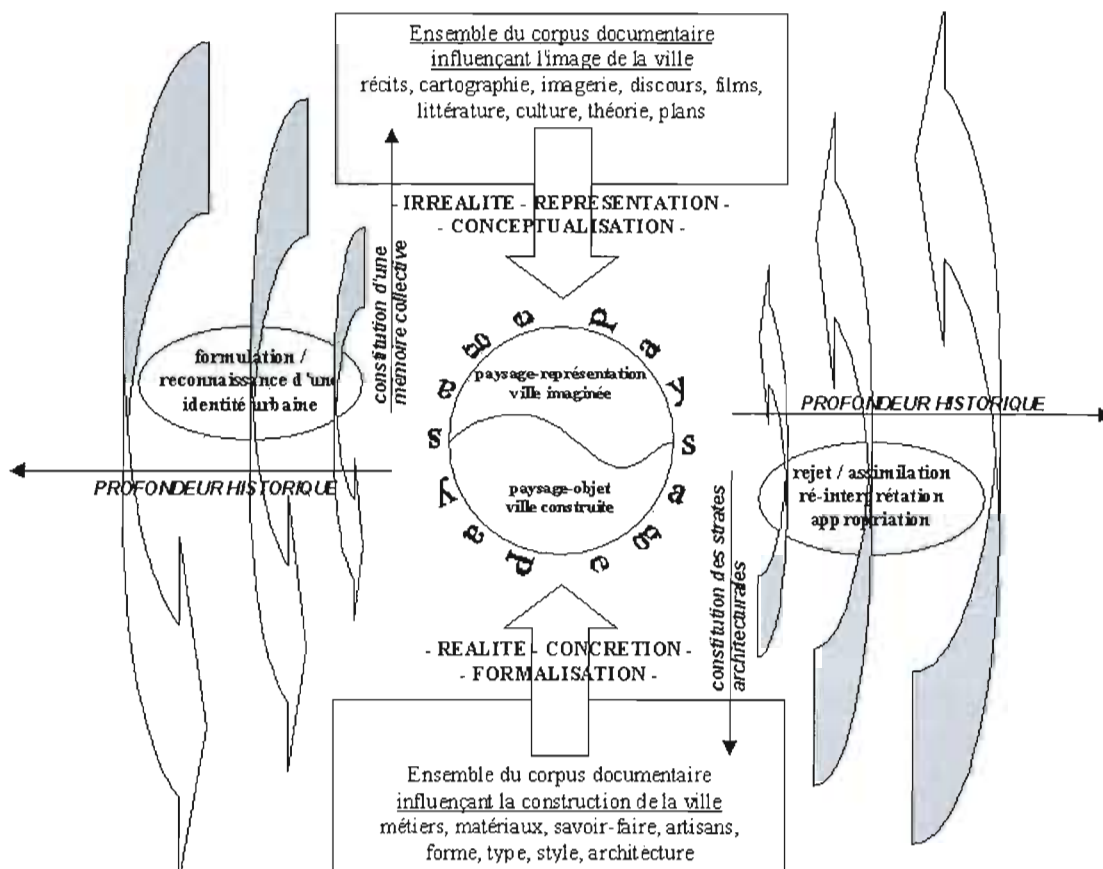 Ensemble du corpus documentaire
influençant l'image de la ville
récits, cartographie, imagerie, discours, films,
littérature, culture, théorie, plans
- IRREALITE - REPRESENTATION -
- CONCEPTUALISATION -
constitution d'une
mémoire collective
formulation /
reconnaissance d'une
identité urbaine
PROFONDEUR HISTORIQUE
paysage
paysage
paysage-représentation
ville imaginée
paysage-objet
ville construite
PROFONDEUR HISTORIQUE
rejet / assimilation
ré-interprétation
appropriation
constitution des strates
architecturales
- REALITE - CONCRETION -
- FORMALISATION -
Ensemble du corpus documentaire
influençant la construction de la ville
métiers, matériaux, savoir-faire, artisans,
forme, type, style, architecture